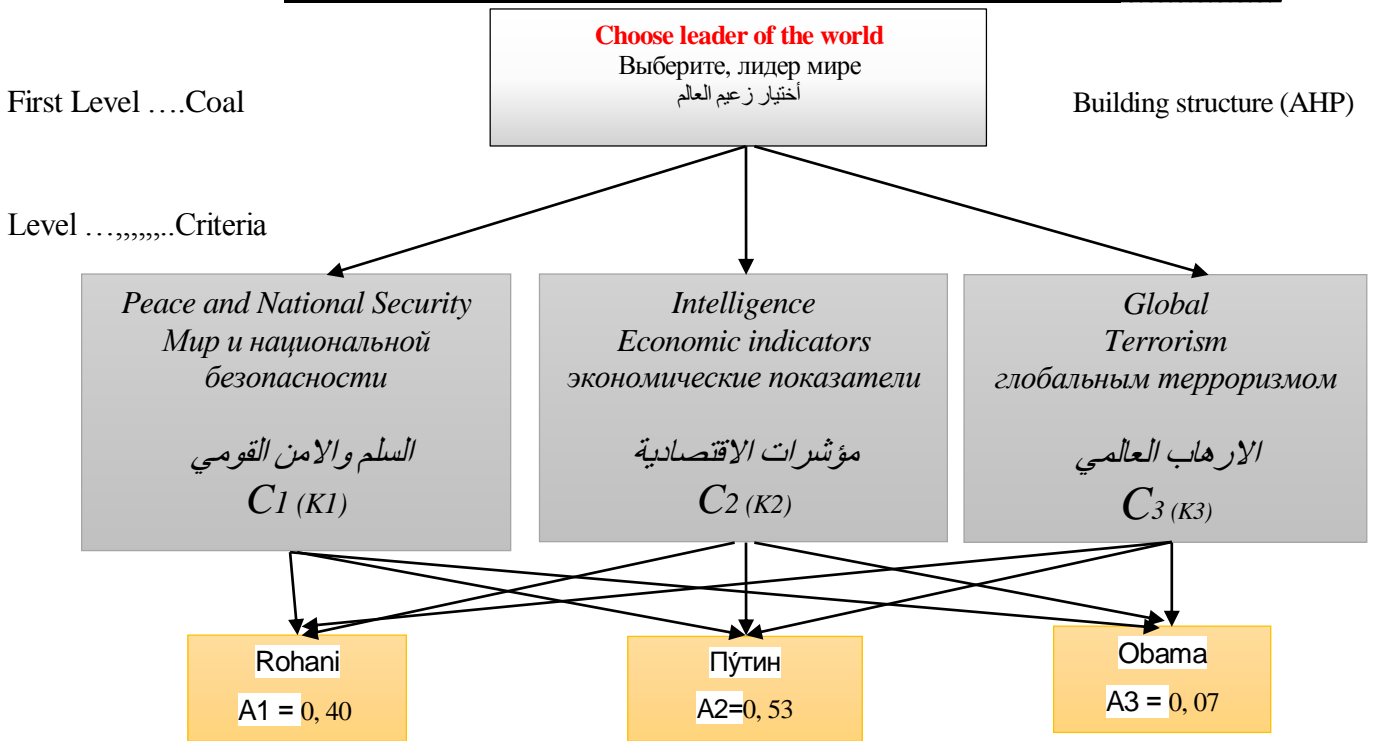 Choose leader of the world
Выберите, лидер мире
أختيار زعيم العالم
First Level ….Coal
Building structure (AHP)
Level …,,,,,,..Criteria
Peace and National Security
Мир и национальной
безопасности
السلم والامن القومي
C1 (K1)
Intelligence
Economic indicators
экономические показатели
مؤشرات الاقتصادية
C2 (K2)
Global
Terrorism
глобальным терроризмом
الارهاب العالمي
C3 (K3)
Rohani
A1 = 0, 40
Пу́тин
A2=0, 53
Obama
A3 = 0, 07